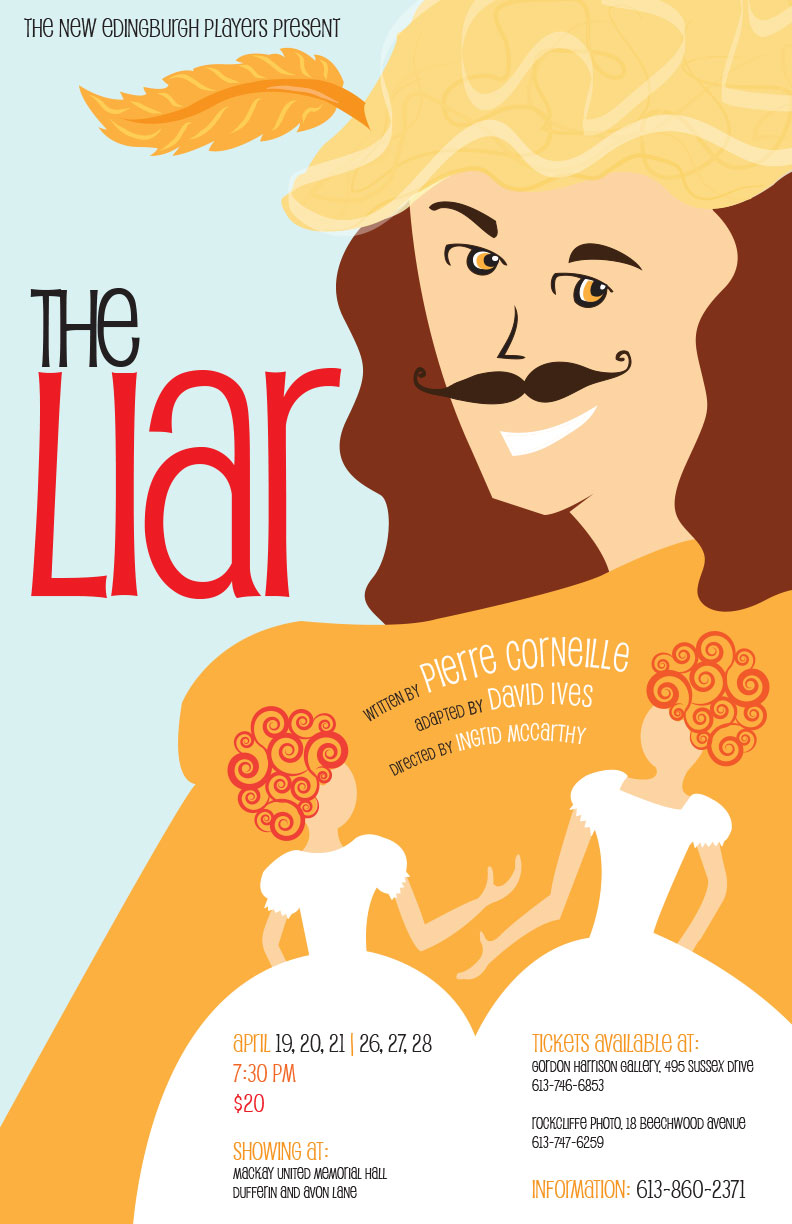 THE NEW EDINGBURGH PLAYERS PRESENT
THE
Liar
WRITTEN BY Pierre Corneille
ADAPTED BY David Ives
Directed by Ingrid McCarthy
April 19, 20, 21 | 26, 27, 28
7:30 PM
$20
SHOWING AT:
Mackay United Memorial Hall
Dufferin and Avon Lane
Tickets available at:
Gordon Harrison Gallery, 495 Sussex Drive
613-746-6853
Rockcliffe Photo, 18 Beechwood Avenue
613-747-6259
Information: 613-860-2371